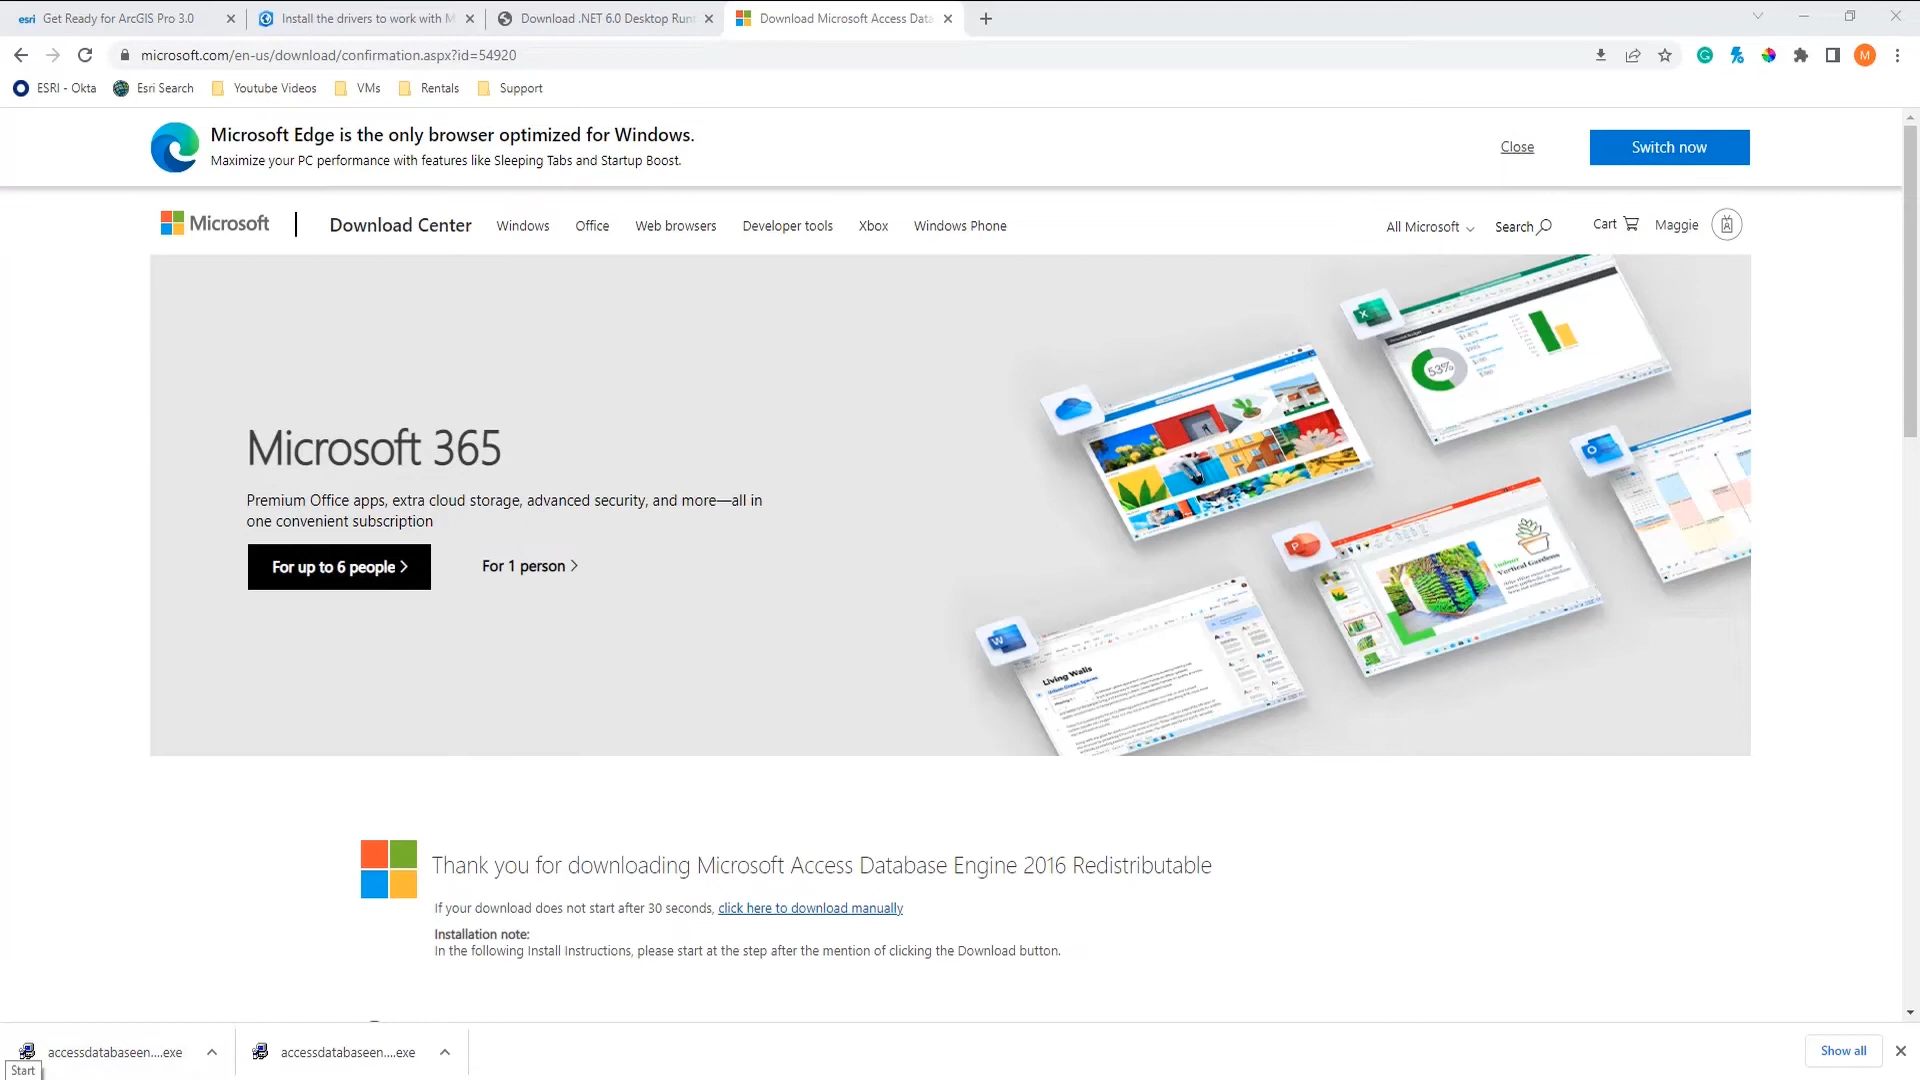 esri Get Ready for ArcGIS Pro 3.0
Install the drivers to work with M
Download .NET 6.0 Desktop Run
Download Microsoft Access Data
microsoft.com/en-us/download/confirmation.aspx?id=54920
M
ESRI - Okta
Esri Search
Youtube Videos
VMs
Rentals
Support
Microsoft Edge is the only browser optimized for Windows.
Maximize your PC performance with features like Sleeping Tabs and Startup Boost.
Close
Switch now
Microsoft
Download Center
Windows
Office
Web browsers
Developer tools
Xbox
Windows Phone
All Microsoft
Search
Cart
Maggie
53%
Microsoft 365
Premium Office apps, extra cloud storage, advanced security, and more—all in
one convenient subscription
For up to 6 people
For 1 person
Indoor
Vertical Gardens
Living Walls
Thank you for downloading Microsoft Access Database Engine 2016 Redistributable
If your download does not start after 30 seconds, click here to download manually
Installation note:
In the following Install Instructions, please start at the step after the mention of clicking the Download button.
accessdatabaseen....exe
accessdatabaseen....exe
Show all
Start